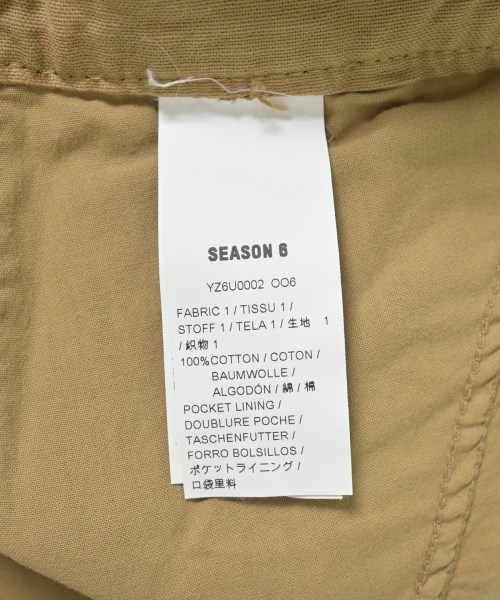 SEASON 6
YZ6U0002 OO6
FABRIC 1 / TISSU 1 /
STOFF 1 / TELA 1 / 生地 1
/ 織物 1
100%COTTON / COTON /
BAUMWOLLE /
ALGODÓN / 綿 / 棉
POCKET LINING /
DOUBLURE POCHE /
TASCHENFUTTER /
FORRO BOLSILLOS /
ポケットライニング /
口袋里料